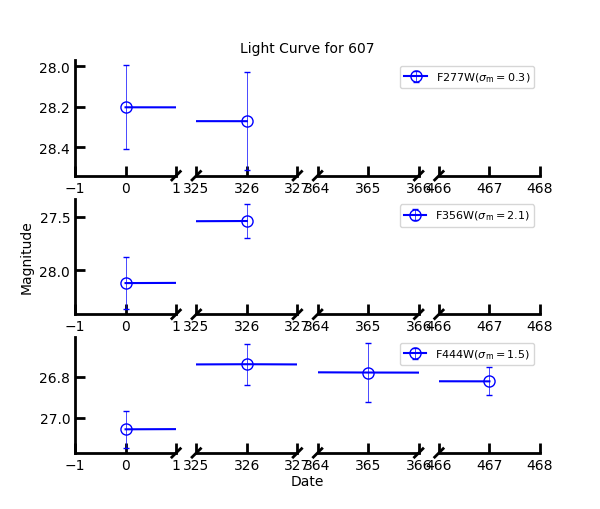 Light Curve for 607
28.0
28.2
28.4
F277W(σm = 0.3)
−1 0 1 325 326 327 364 365 366 466 467 468
27.5
28.0
F356W(σm = 2.1)
−1 0 1 325 326 327 364 365 366 466 467 468
Magnitude
26.8
27.0
F444W(σm = 1.5)
−1 0 1 325 326 327 364 365 366 466 467 468
Date